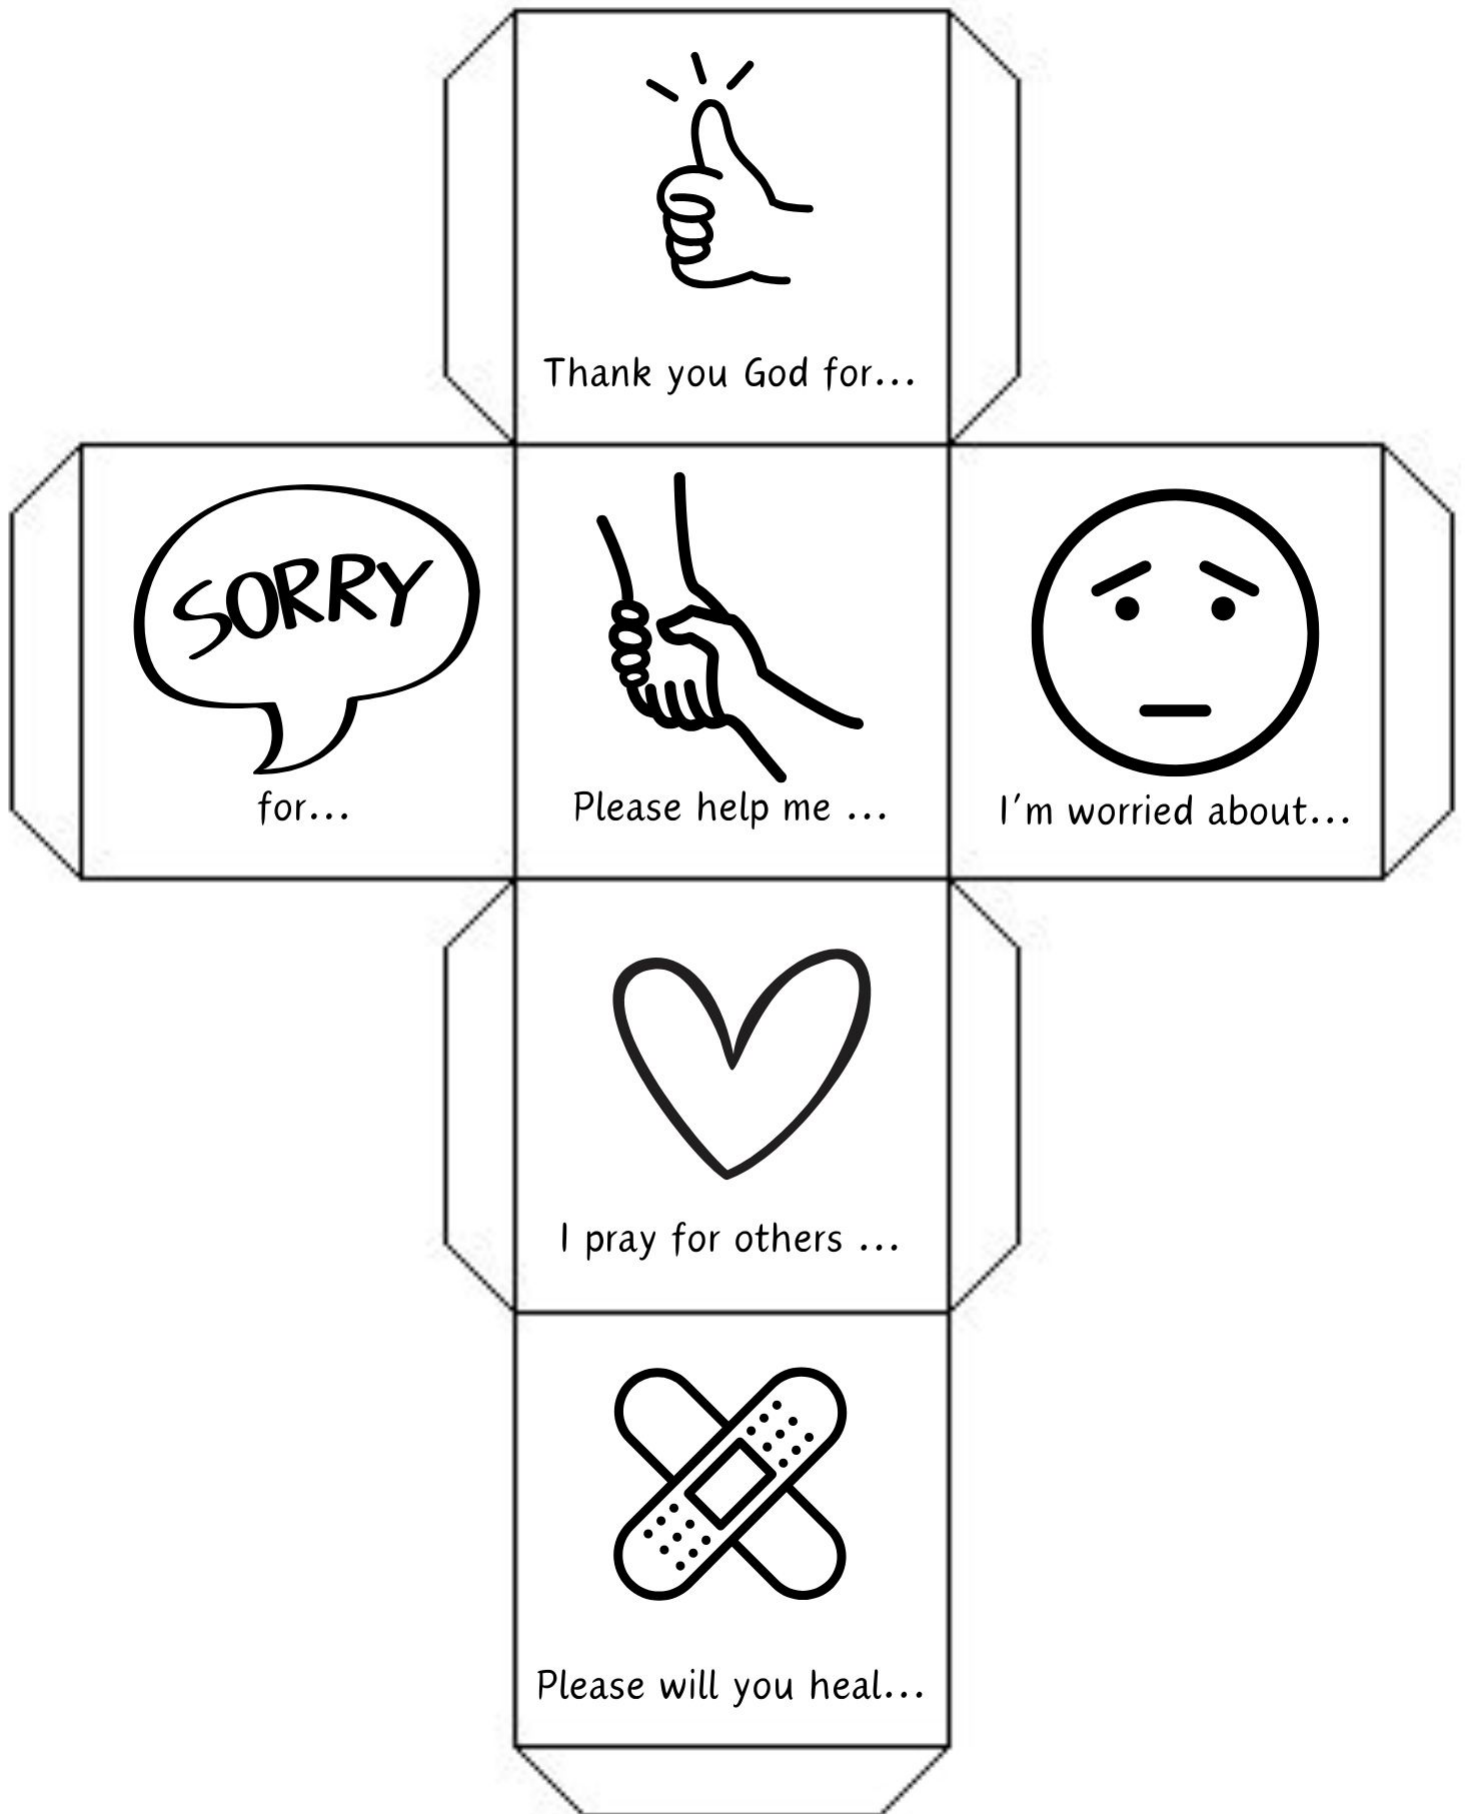 Thank you God for...
SORRY
for...
Please help me ...
I'm worried about...
I pray for others ...
Please will you heal...